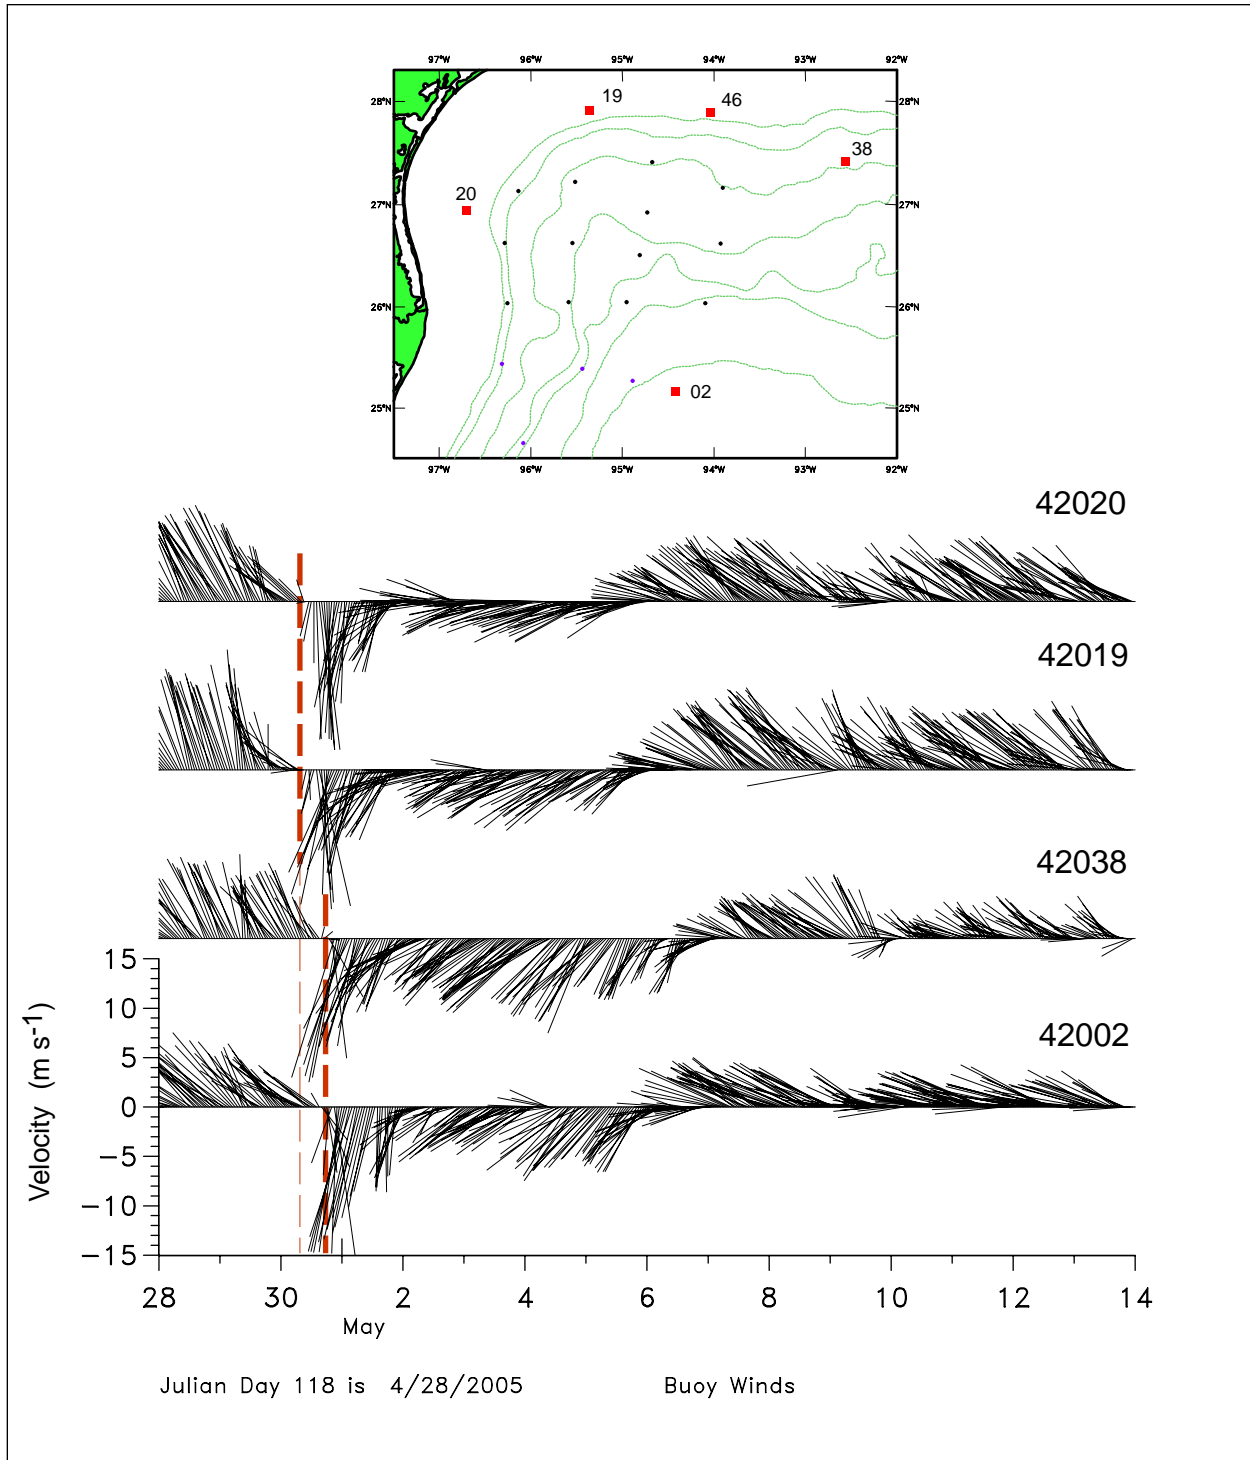 97°W 96°W 95°W 94°W 93°W 92°W
28°N 19 46 28°N
38
20
27°N 27°N
26°N 26°N
02
25°N 25°N
97°W 96°W 95°W 94°W 93°W 92°W
42020
42019
42038
15
10
5
0
−5
−10
−15
Velocity (m s-1)
42002
28 30 2 4 6 8 10 12 14
May
Julian Day 118 is 4/28/2005 Buoy Winds